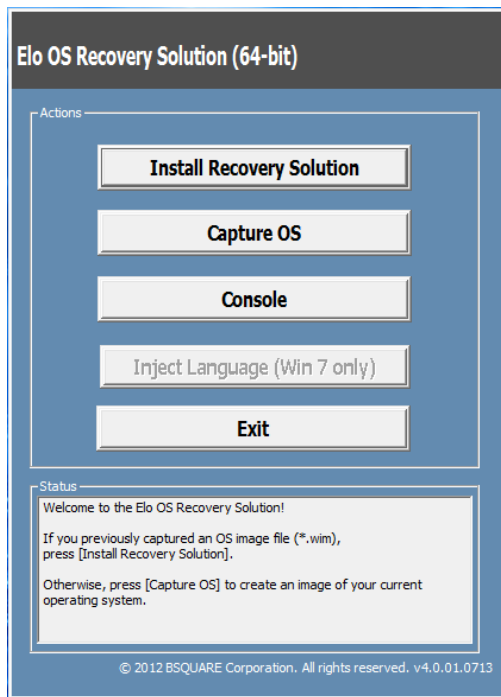 Elo OS Recovery Solution (64-bit)
Actions
Install Recovery Solution
Capture OS
Console
Inject Language (Win 7 only)
Exit
Status
Welcome to the Elo OS Recovery Solution!
If you previously captured an OS image file (*.wim),
press [Install Recovery Solution].
Otherwise, press [Capture OS] to create an image of your current
operating system.
© 2012 BSQUARE Corporation. All rights reserved. v4.0.01.0713